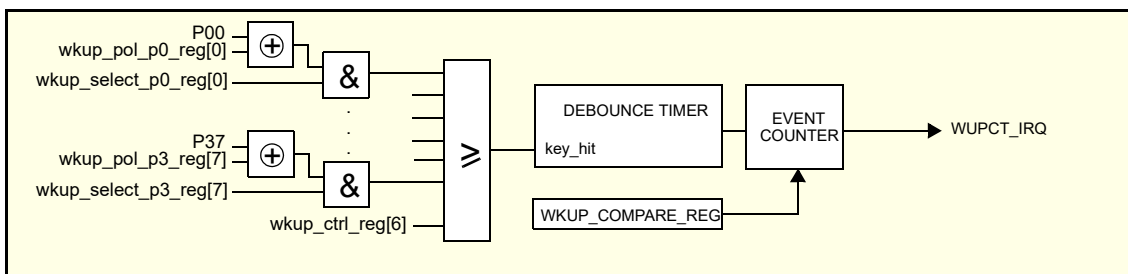 P00
wkup_pol_p0_reg[0]
wkup_select_p0_reg[0]
&
P37
wkup_pol_p3_reg[7]
wkup_select_p3_reg[7]
&
wkup_ctrl_reg[6]
≥
DEBOUNCE TIMER
key_hit
WKUP_COMPARE_REG
EVENT
COUNTER
WUPCT_IRQ